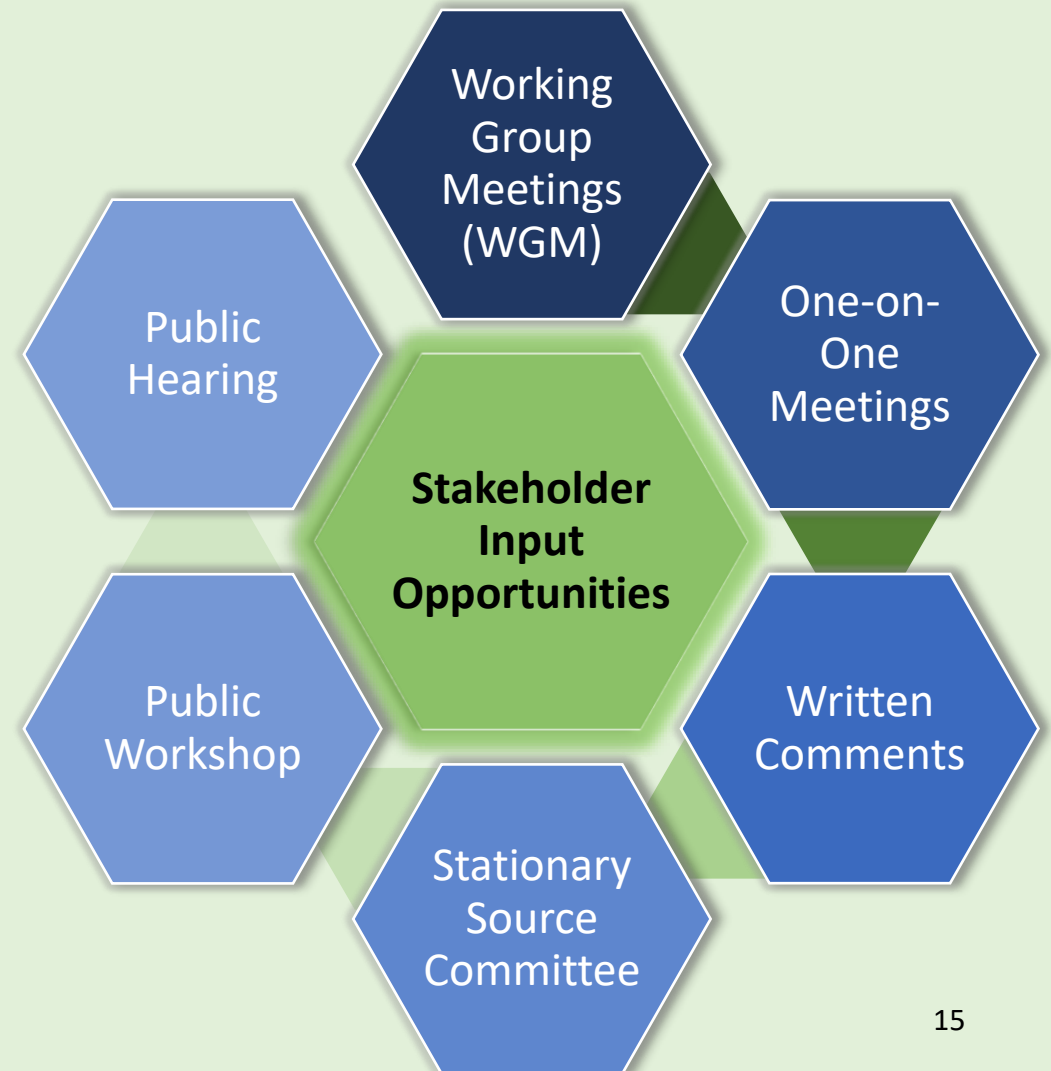 Working
Group
Meetings
(WGM)
One-on-
One
Meetings
Written
Comments
Stationary
Source
Committee
Public
Workshop
Public
Hearing
Stakeholder
Input
Opportunities
15